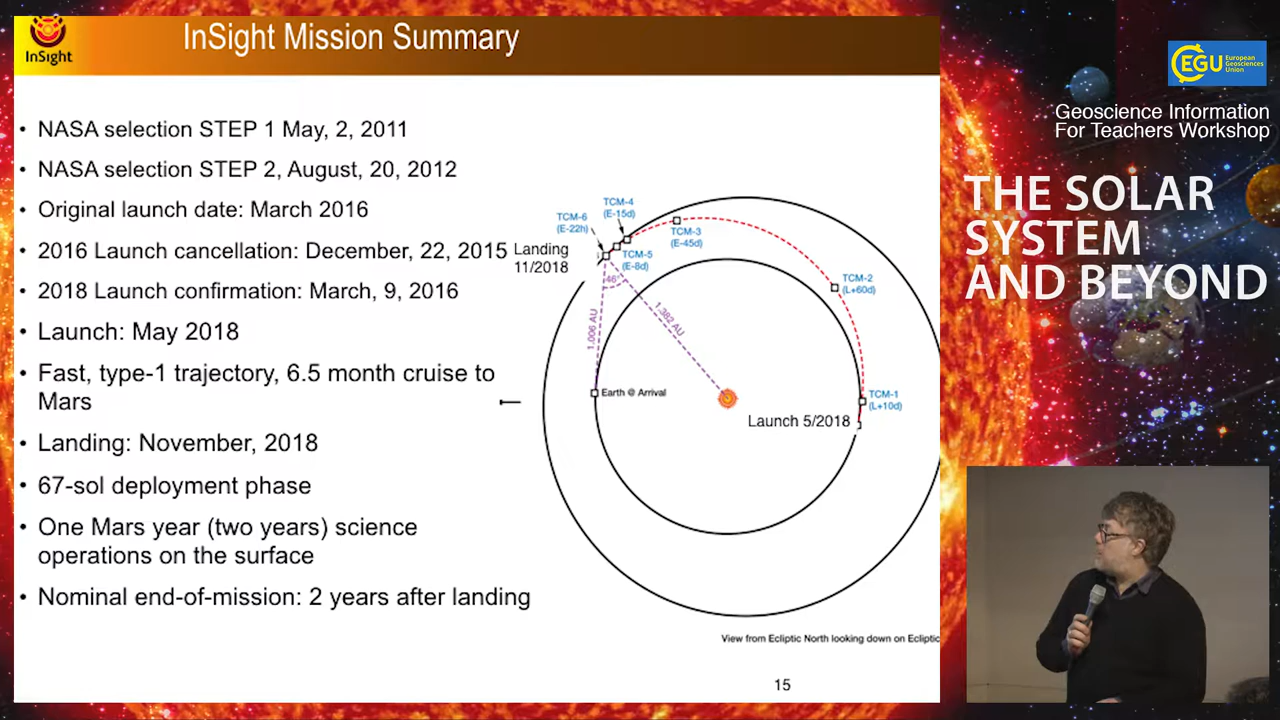 InSight
InSight Mission Summary
• NASA selection STEP 1 May, 2, 2011
• NASA selection STEP 2, August, 20, 2012
• Original launch date: March 2016
• 2016 Launch cancellation: December, 22, 2015
• 2018 Launch confirmation: March, 9, 2016
• Launch: May 2018
• Fast, type-1 trajectory, 6.5 month cruise to
Mars
• Landing: November, 2018
• 67-sol deployment phase
• One Mars year (two years) science
operations on the surface
• Nominal end-of-mission: 2 years after landing
TCM-4
(E-15d)
TCM-6
(E-22h)
TCM-3
(E-45d)
Landing
11/2018
TCM-5
(E-8d)
TCM-2
(L+60d)
46°
1.006 AU
1.382 AU
Earth @ Arrival
TCM-1
(L+10d)
Launch 5/2018
View from Ecliptic North looking down on Ecliptic
15
EGU European
Geosciences
Union
Geoscience Information
For Teachers Workshop
THE SOLAR
SYSTEM
AND BEYOND